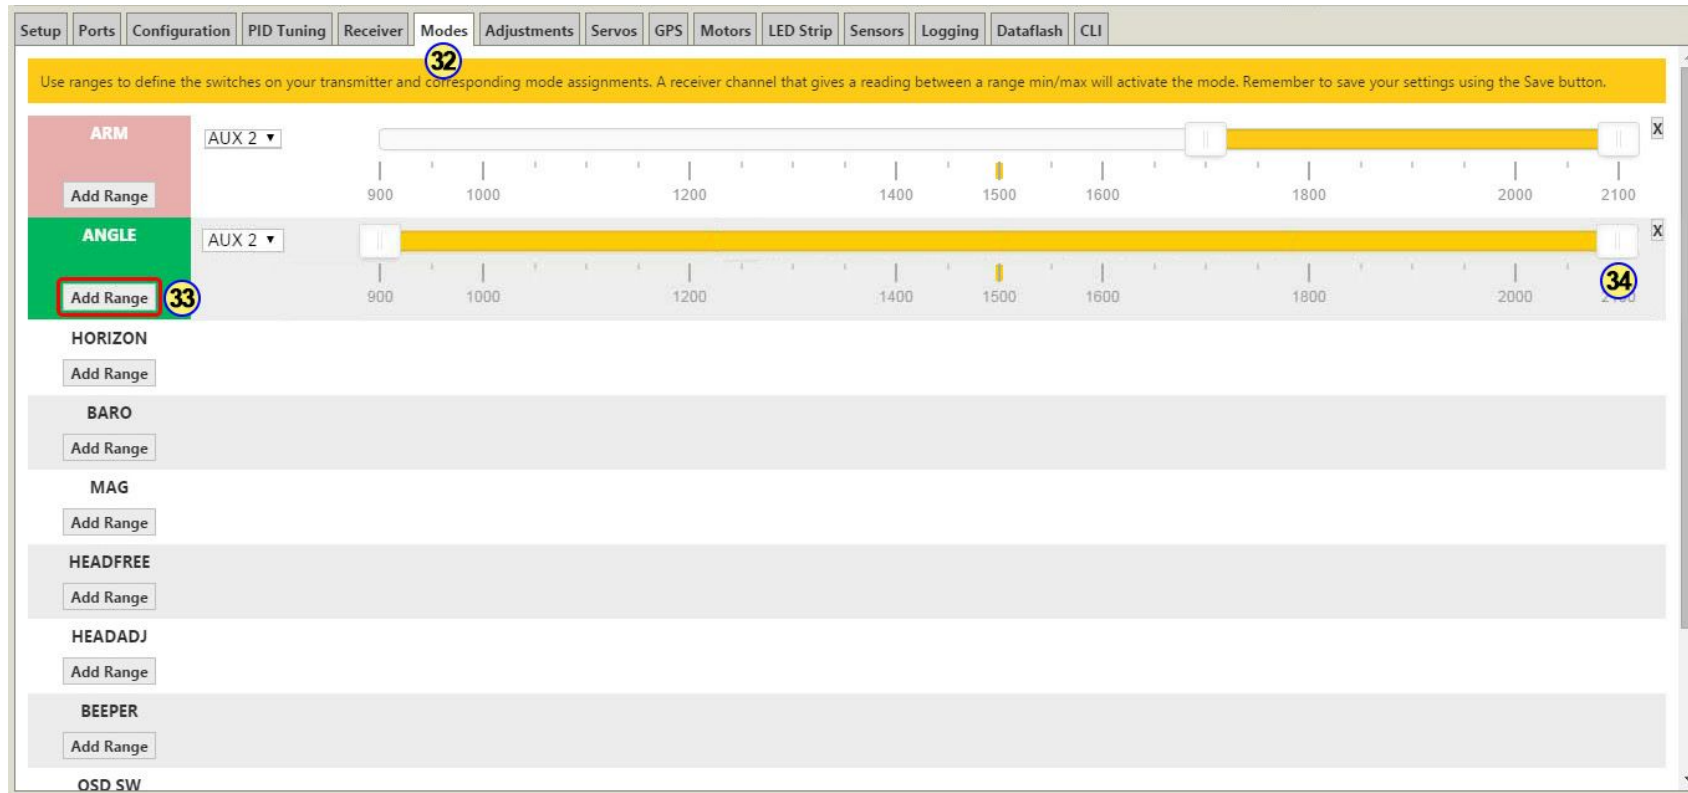 Setup Ports Configuration PID Tuning Receiver Modes Adjustments Servos GPS Motors LED Strip Sensors Logging Dataflash CLI
32
Use ranges to define the switches on your transmitter and corresponding mode assignments. A receiver channel that gives a reading between a range min/max will activate the mode. Remember to save your settings using the Save button.
ARM
AUX 2
X
Add Range
900 1000 1200 1400 1500 1600 1800 2000 2100
ANGLE
AUX 2
X
Add Range
33
900 1000 1200 1400 1500 1600 1800 2000
34
HORIZON
Add Range
BARO
Add Range
MAG
Add Range
HEADFREE
Add Range
HEADADJ
Add Range
BEEPER
Add Range
OSD SW